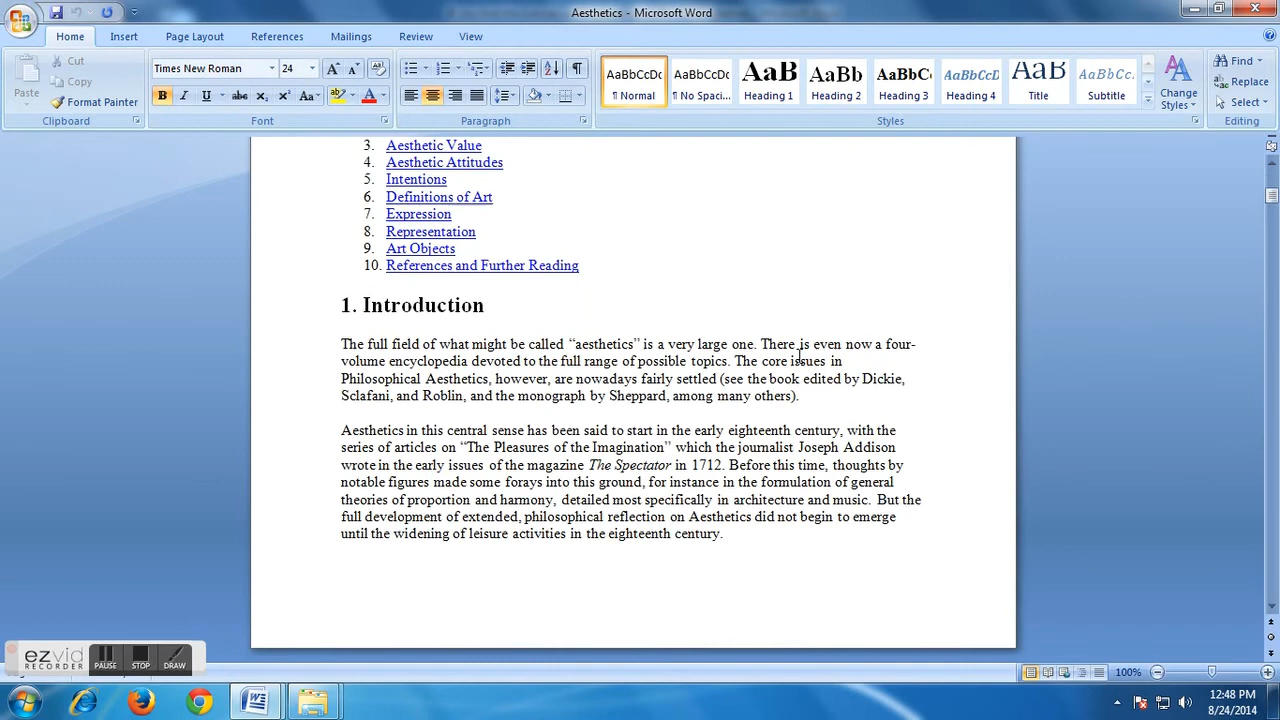 Aesthetics - Microsoft Word
Home Insert Page Layout References Mailings Review View
Paste
Cut
Copy
Format Painter
Clipboard
Times New Roman 24
B I U abc X₂ X² Aa
Font
Paragraph
AaBbCcDc AaBbCcDc AaB AaBb AaBbC AaBbCcD AaB AaBbCc.
¶ Normal ¶ No Spaci... Heading 1 Heading 2 Heading 3 Heading 4 Title Subtitle
Change Styles
Styles
Find
Replace
Select
Editing
3. Aesthetic Value
4. Aesthetic Attitudes
5. Intentions
6. Definitions of Art
7. Expression
8. Representation
9. Art Objects
10. References and Further Reading
1. Introduction
The full field of what might be called “aesthetics” is a very large one. There is even now a four-
volume encyclopedia devoted to the full range of possible topics. The core issues in
Philosophical Aesthetics, however, are nowadays fairly settled (see the book edited by Dickie,
Sclafani, and Roblin, and the monograph by Sheppard, among many others).
Aesthetics in this central sense has been said to start in the early eighteenth century, with the
series of articles on “The Pleasures of the Imagination” which the journalist Joseph Addison
wrote in the early issues of the magazine The Spectator in 1712. Before this time, thoughts by
notable figures made some forays into this ground, for instance in the formulation of general
theories of proportion and harmony, detailed most specifically in architecture and music. But the
full development of extended, philosophical reflection on Aesthetics did not begin to emerge
until the widening of leisure activities in the eighteenth century.
ezvid
RECORDER
PAUSE STOP DRAW
100%
12:48 PM
8/24/2014